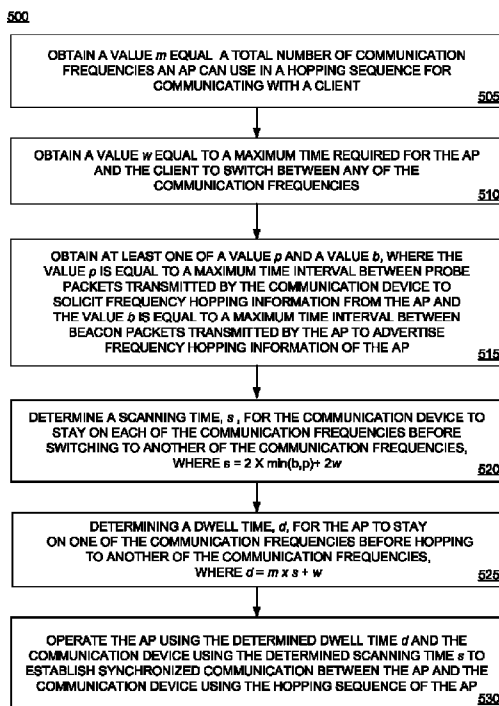 500
OBTAIN A VALUE m EQUAL A TOTAL NUMBER OF COMMUNICATION
FREQUENCIES AN AP CAN USE IN A HOPPING SEQUENCE FOR
COMMUNICATING WITH A CLIENT
505
OBTAIN A VALUE w EQUAL TO A MAXIMUM TIME REQUIRED FOR THE AP
AND THE CLIENT TO SWITCH BETWEEN ANY OF THE
COMMUNICATION FREQUENCIES
510
OBTAIN AT LEAST ONE OF A VALUE p AND A VALUE b, WHERE THE
VALUE p IS EQUAL TO A MAXIMUM TIME INTERVAL BETWEEN PROBE
PACKETS TRANSMITTED BY THE COMMUNICATION DEVICE TO
SOLICIT FREQUENCY HOPPING INFORMATION FROM THE AP AND
THE VALUE b IS EQUAL TO A MAXIMUM TIME INTERVAL BETWEEN
BEACON PACKETS TRANSMITTED BY THE AP TO ADVERTISE
FREQUENCY HOPPING INFORMATION OF THE AP
515
DETERMINE A SCANNING TIME, s , FOR THE COMMUNICATION DEVICE TO
STAY ON EACH OF THE COMMUNICATION FREQUENCIES BEFORE
SWITCHING TO ANOTHER OF THE COMMUNICATION FREQUENCIES,
WHERE s = 2 X min(b,p)+ 2w
520
DETERMINING A DWELL TIME, d, FOR THE AP TO STAY
ON ONE OF THE COMMUNICATION FREQUENCIES BEFORE HOPPING
TO ANOTHER OF THE COMMUNICATION FREQUENCIES,
WHERE d = m x s + w
525
OPERATE THE AP USING THE DETERMINED DWELL TIME d AND THE
COMMUNICATION DEVICE USING THE DETERMINED SCANNING TIME s TO
ESTABLISH SYNCHRONIZED COMMUNICATION BETWEEN THE AP AND THE
COMMUNICATION DEVICE USING THE HOPPING SEQUENCE OF THE AP
530